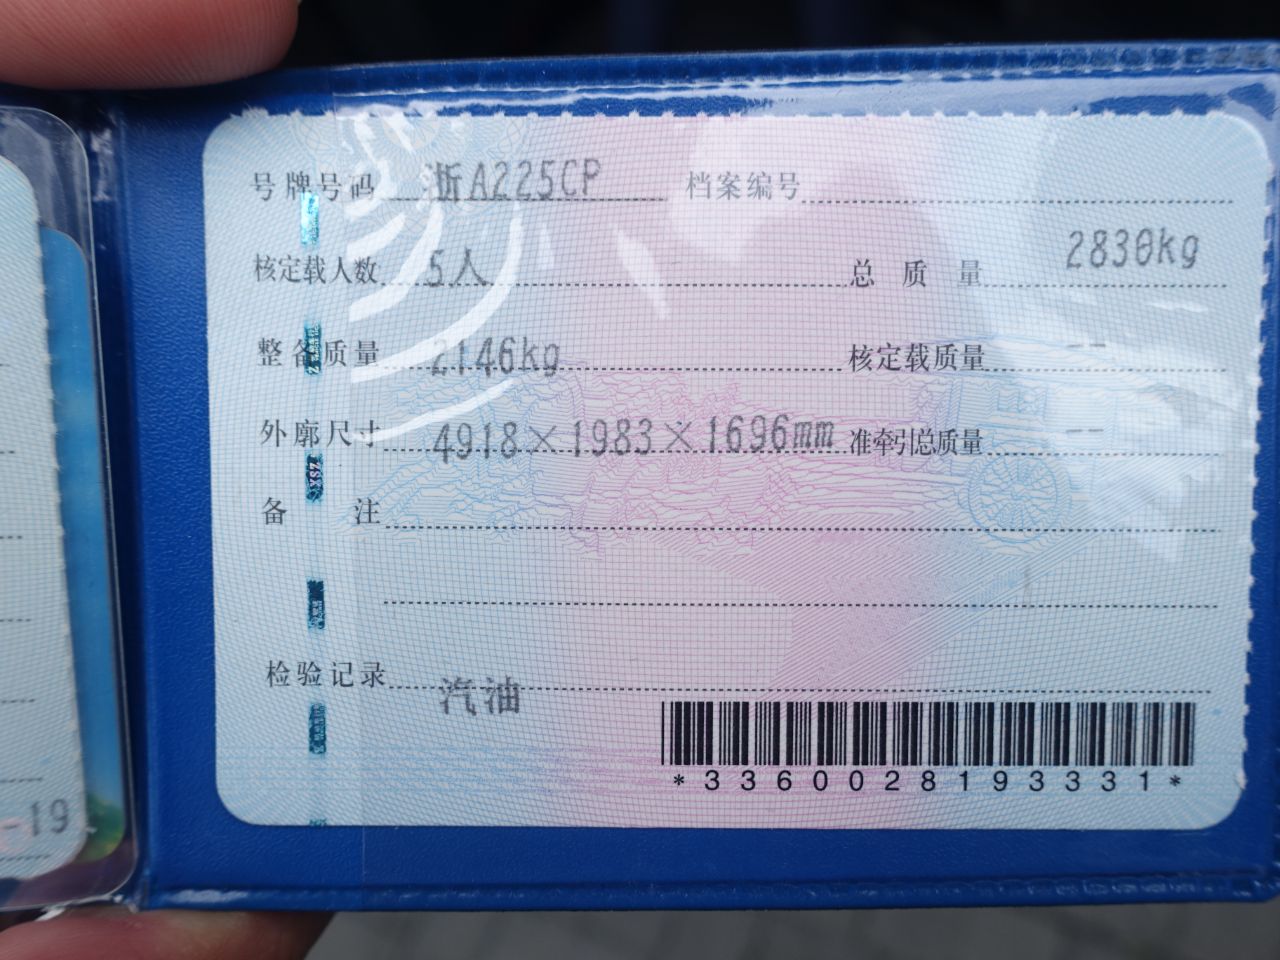 号牌号码 浙A225CP 档案编号
核定载人数 5人 总质量 2830kg
整备质量 2146kg 核定载质量 --
外廓尺寸 4918×1983×1696mm 准牵引总质量 --
备注
检验记录 汽油
*3360028193331*
-19